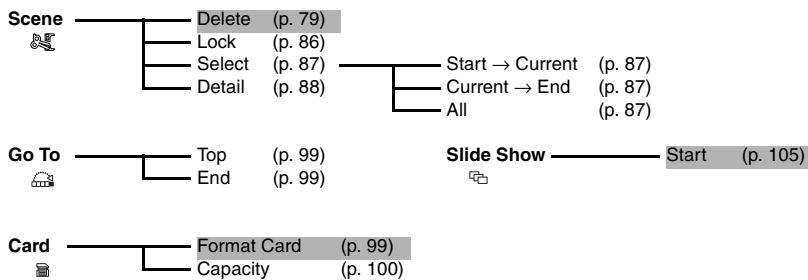 Scene Delete (p. 79)
Lock (p. 86)
Select (p. 87) Start → Current (p. 87)
Detail (p. 88) Current → End (p. 87)
All (p. 87)
Go To Top (p. 99) Slide Show Start (p. 105)
End (p. 99)
Card Format Card (p. 99)
Capacity (p. 100)